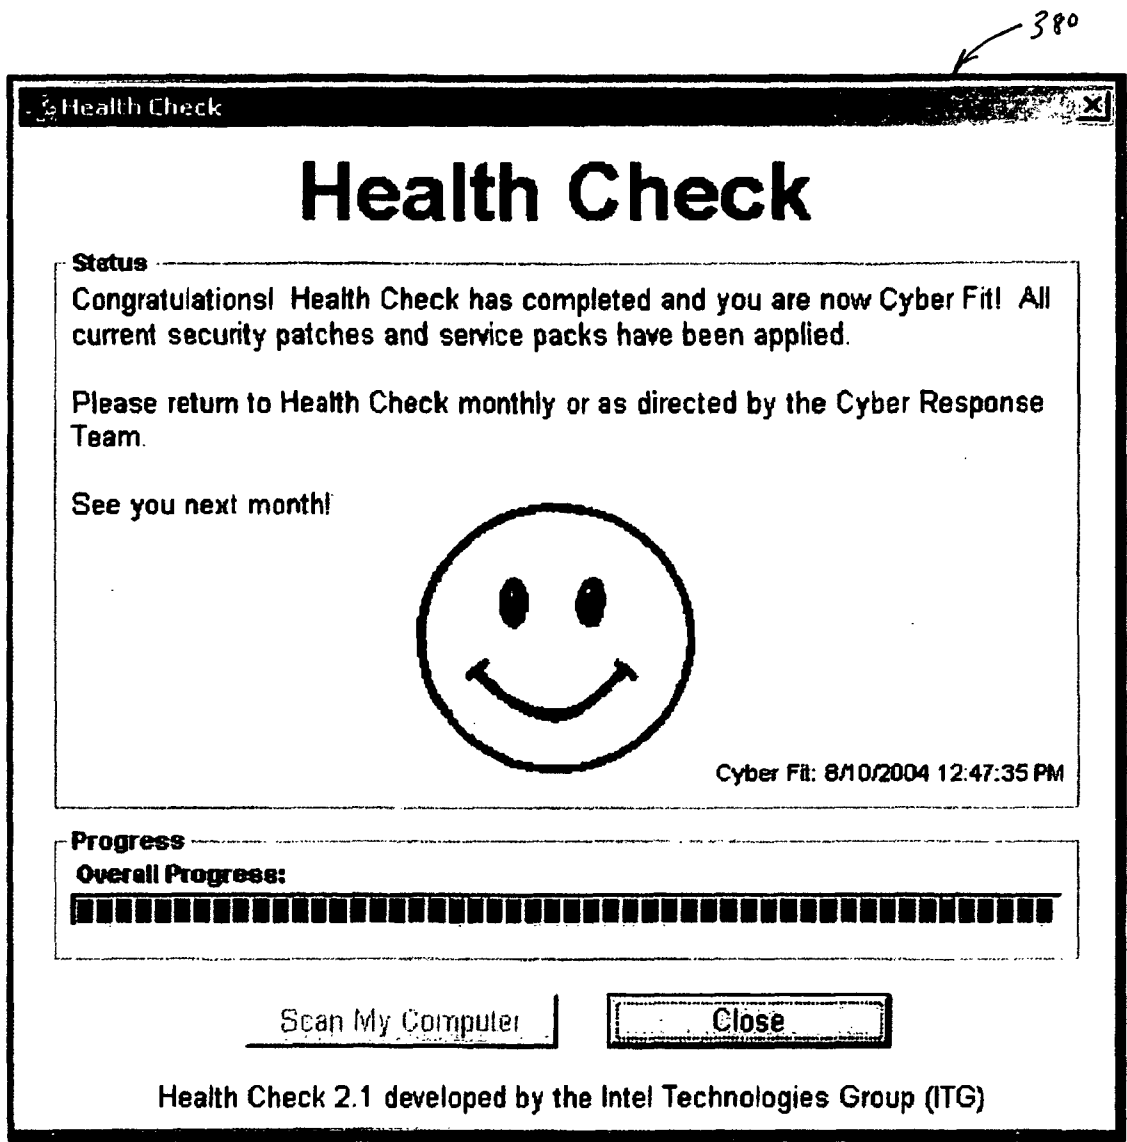 380
Health Check
Health Check
Status
Congratulations! Health Check has completed and you are now Cyber Fit! All
current security patches and service packs have been applied.
Please return to Health Check monthly or as directed by the Cyber Response
Team.
See you next month!
Cyber Fit: 8/10/2004 12:47:35 PM
Progress
Overall Progress:
Scan My Computer
Close
Health Check 2.1 developed by the Intel Technologies Group (ITG)